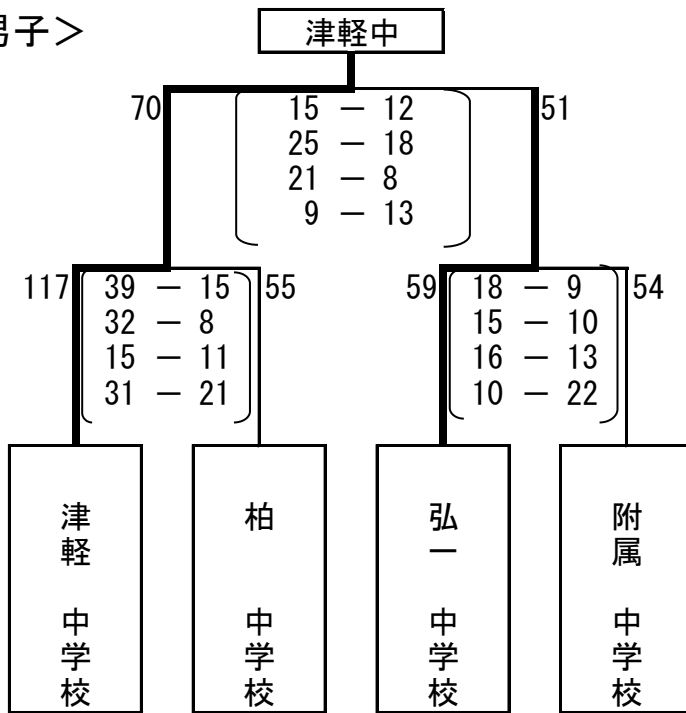 男子＞
津軽中
70
51
15 － 12
25 － 18
21 － 8
9 － 13
117
55
39 － 15
32 － 8
15 － 11
31 － 21
59
54
18 － 9
15 － 10
16 － 13
10 － 22
津軽 中学校
柏 中学校
弘一 中学校
附属 中学校